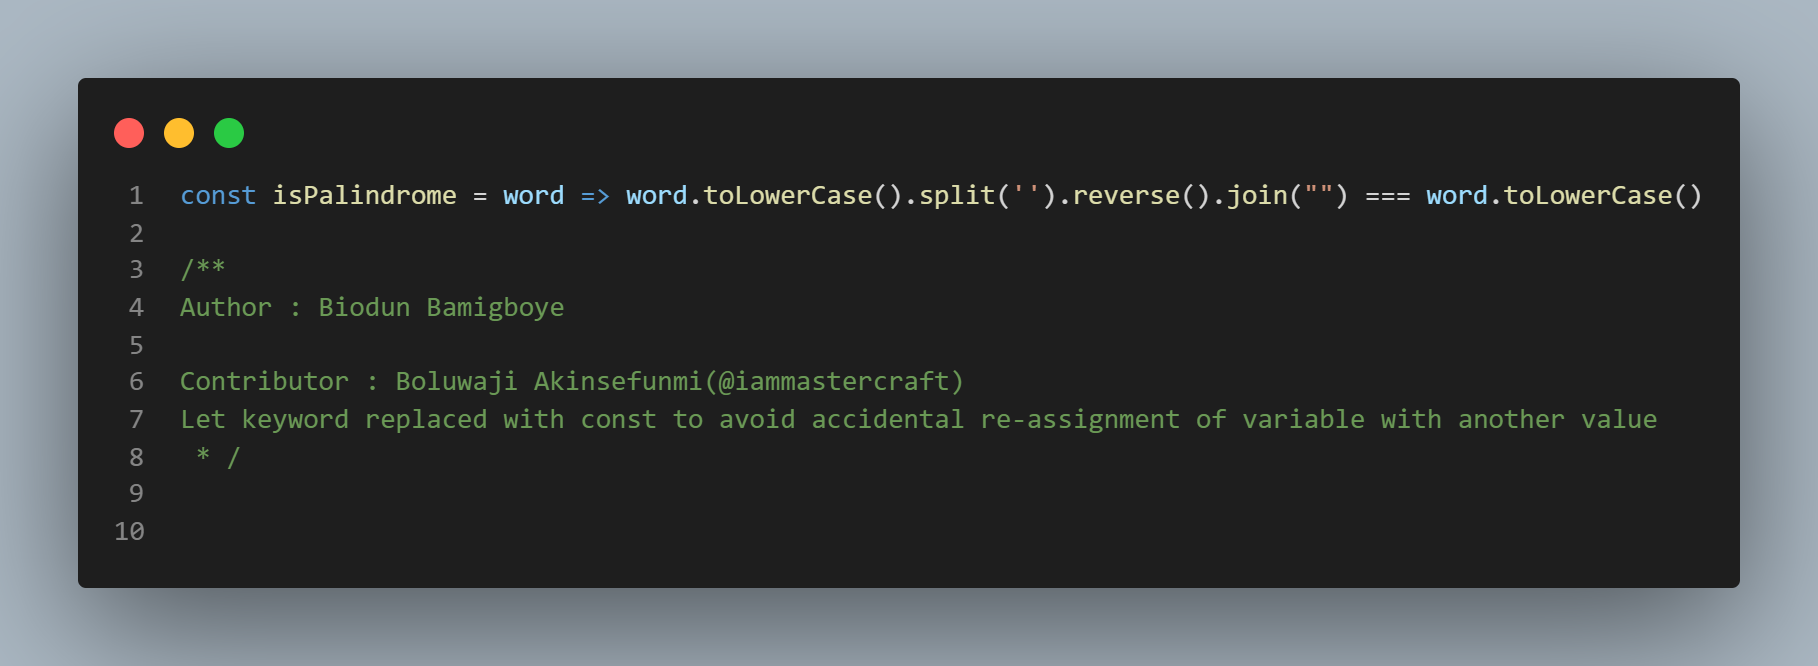 1 const isPalindrome = word => word.toLowerCase().split('').reverse().join("") === word.toLowerCase()
2
3 /**
4 Author : Biodun Bamigboye
5
6 Contributor : Boluwaji Akinsefunmi(@iammastercraft)
7 Let keyword replaced with const to avoid accidental re-assignment of variable with another value
8 * /
9
10